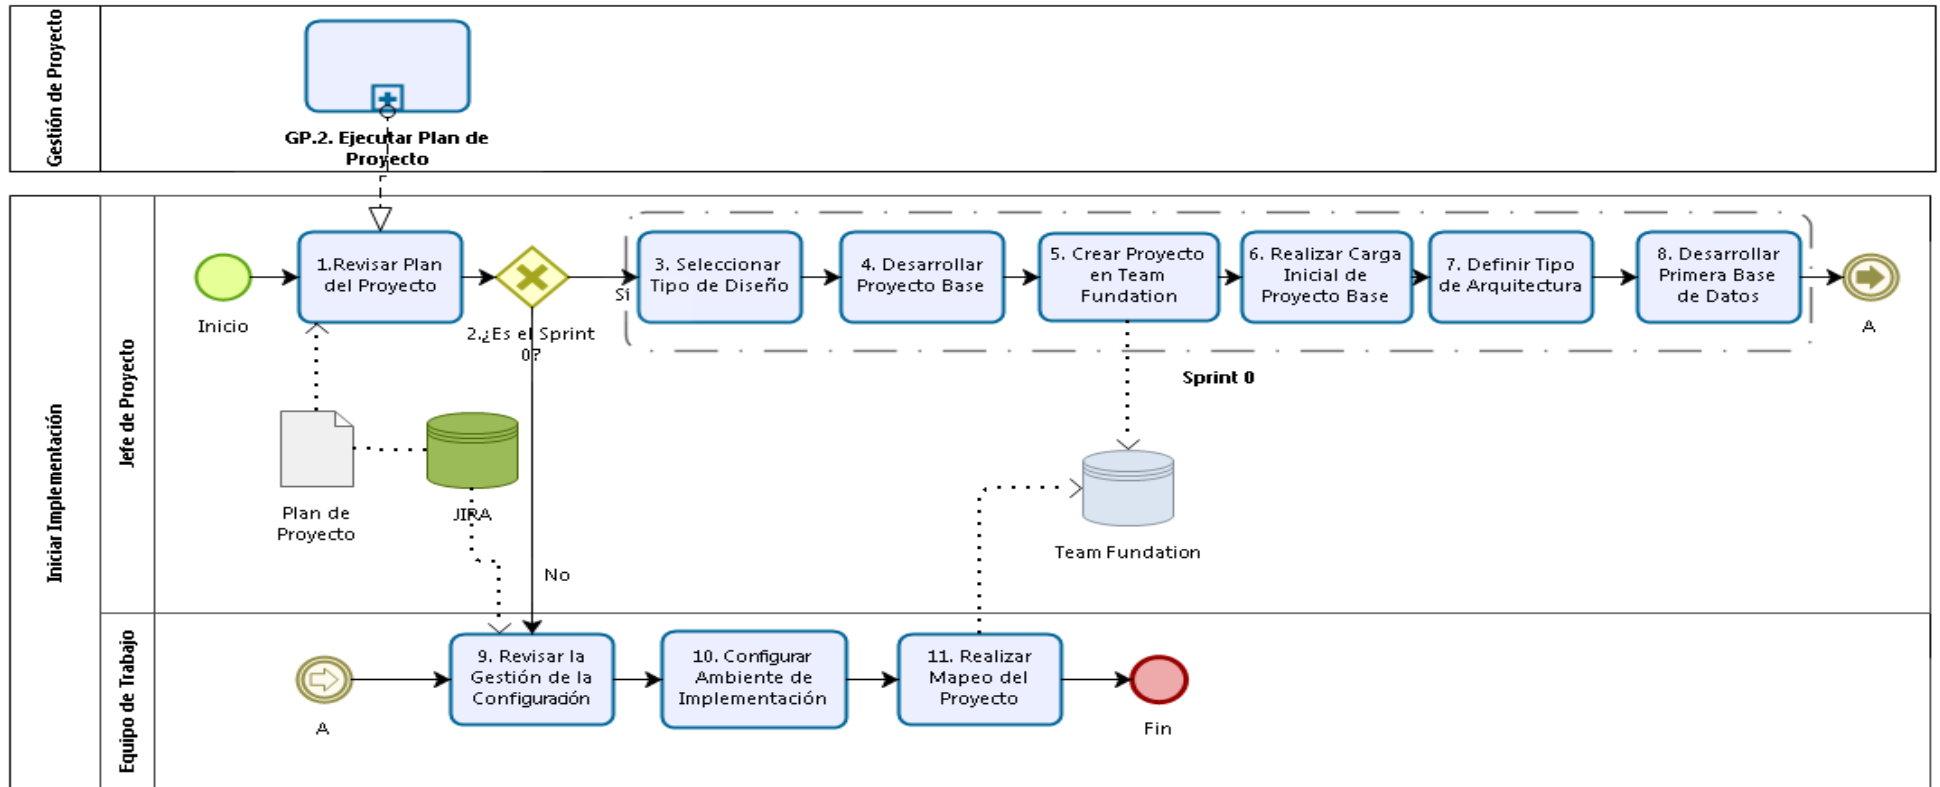 Gestión de Proyecto
GP.2. Ejecutar Plan de
Proyecto
Iniciar Implementación
Jefe de Proyecto
Inicio
1.Revisar Plan
del Proyecto
2.¿Es el Sprint
0?
Sí
No
3. Seleccionar
Tipo de Diseño
4. Desarrollar
Proyecto Base
5. Crear Proyecto
en Team
Fundation
6. Realizar Carga
Inicial de
Proyecto Base
7. Definir Tipo
de Arquitectura
8. Desarrollar
Primera Base
de Datos
A
Sprint 0
Plan de
Proyecto
JIRA
Team Fundation
Equipo de Trabajo
A
9. Revisar la
Gestión de la
Configuración
10. Configurar
Ambiente de
Implementación
11. Realizar
Mapeo del
Proyecto
Fin